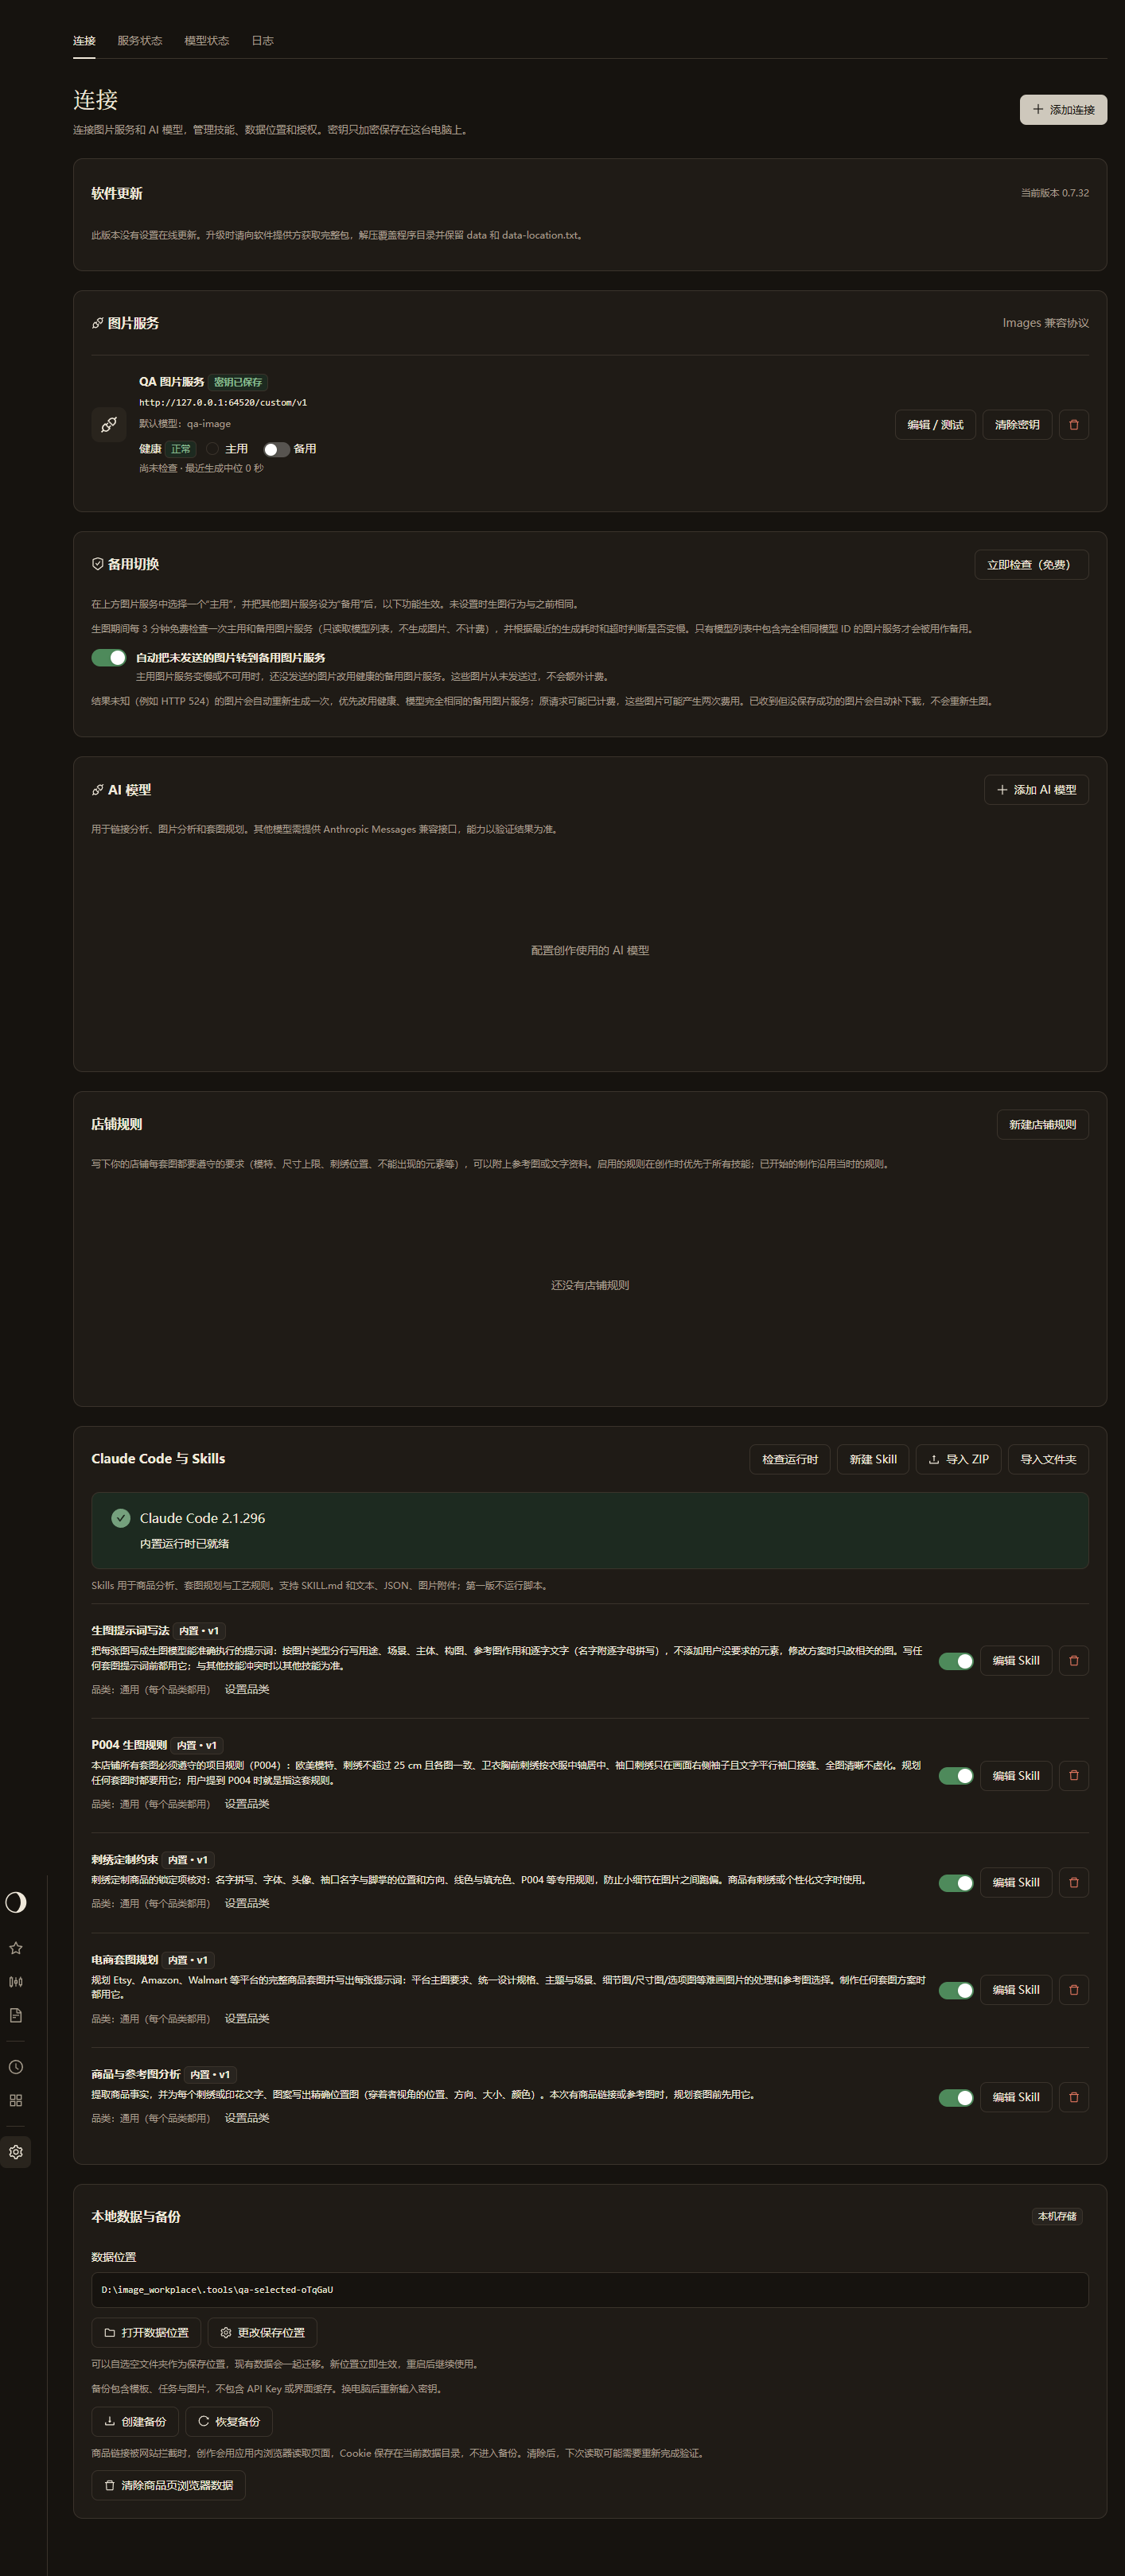 连接 服务状态 模型状态 日志
连接
添加连接
连接图片服务和 AI 模型，管理技能、数据位置和授权。密钥只加密保存在这台电脑上。
软件更新
当前版本 0.7.32
此版本没有设置在线更新。升级时请向软件提供方获取完整包，解压覆盖程序目录并保留 data 和 data-location.txt。
图片服务
Images 兼容协议
QA 图片服务 密钥已保存
http://127.0.0.1:64520/custom/v1
默认模型：qa-image
健康 正常 主用 备用
尚未检查 · 最近生成中位 0 秒
编辑 / 测试
清除密钥
备用切换
立即检查（免费）
在上方图片服务中选择一个“主用”，并把其他图片服务设为“备用”后，以下功能生效。未设置时生图行为与之前相同。
生图期间每 3 分钟免费检查一次主用和备用图片服务（只读取模型列表，不生成图片、不计费），并根据最近的生成耗时和超时判断是否变慢。只有模型列表中包含完全相同模型 ID 的图片服务才会被用作备用。
自动把未发送的图片转到备用图片服务
主用图片服务变慢或不可用时，还没发送的图片改用健康的备用图片服务。这些图片从未发送过，不会额外计费。
结果未知（例如 HTTP 524）的图片会自动重新生成一次，优先改用健康、模型完全相同的备用图片服务；原请求可能已计费，这些图片可能产生两次费用。已收到但没保存成功的图片会自动补下载，不会重新生图。
AI 模型
添加 AI 模型
用于链接分析、图片分析和套图规划。其他模型需提供 Anthropic Messages 兼容接口，能力以验证结果为准。
配置创作使用的 AI 模型
店铺规则
新建店铺规则
写下你的店铺每套图都要遵守的要求（模特、尺寸上限、刺绣位置、不能出现的元素等），可以附上参考图或文字资料。启用的规则在创作时优先于所有技能；已开始的制作沿用当时的规则。
还没有店铺规则
Claude Code 与 Skills
检查运行时
新建 Skill
导入 ZIP
导入文件夹
Claude Code 2.1.296
内置运行时已就绪
Skills 用于商品分析、套图规划与工艺规则。支持 SKILL.md 和文本、JSON、图片附件；第一版不运行脚本。
生图提示词写法 内置 · v1
把每张图写成生图模型能准确执行的提示词：按图片类型分行写用途、场景、主体、构图、参考图作用和逐字文字（名字附逐字母拼写），不添加用户没要求的元素，修改方案时只改相关的图。写任
何套图提示词前都用它；与其他技能冲突时以其他技能为准。
品类：通用（每个品类都用） 设置品类
编辑 Skill
P004 生图规则 内置 · v1
本店铺所有套图必须遵守的项目规则（P004）：欧美模特、刺绣不超过 25 cm 且各图一致、卫衣胸前刺绣按衣服中轴居中、袖口刺绣只在画面右侧袖子且文字平行袖口接缝、全图清晰不虚化。规划
任何套图时都要用它；用户提到 P004 时就是指这套规则。
品类：通用（每个品类都用） 设置品类
编辑 Skill
刺绣定制约束 内置 · v1
刺绣定制商品的锁定项核对：名字拼写、字体、头像、袖口名字与脚掌的位置和方向、线色与填充色、P004 等专用规则，防止小细节在图片之间跑偏。商品有刺绣或个性化文字时使用。
品类：通用（每个品类都用） 设置品类
编辑 Skill
电商套图规划 内置 · v1
规划 Etsy、Amazon、Walmart 等平台的完整商品套图并写出每张提示词：平台主图要求、统一设计规格、主题与场景、细节图/尺寸图/选项图等难画图片的处理和参考图选择。制作任何套图方案时
都用它。
品类：通用（每个品类都用） 设置品类
编辑 Skill
商品与参考图分析 内置 · v1
提取商品事实，并为每个刺绣或印花文字、图案写出精确位置图（穿着者视角的位置、方向、大小、颜色）。本次有商品链接或参考图时，规划套图前先用它。
品类：通用（每个品类都用） 设置品类
编辑 Skill
本地数据与备份
本机存储
数据位置
D:\image_workplace\.tools\qa-selected-oTqGaU
打开数据位置
更改保存位置
可以自选空文件夹作为保存位置，现有数据会一起迁移。新位置立即生效，重启后继续使用。
备份包含模板、任务与图片，不包含 API Key 或界面缓存。换电脑后重新输入密钥。
创建备份
恢复备份
商品链接被网站拦截时，创作会用应用内浏览器读取页面，Cookie 保存在当前数据目录，不进入备份。清除后，下次读取可能需要重新完成验证。
清除商品页浏览器数据